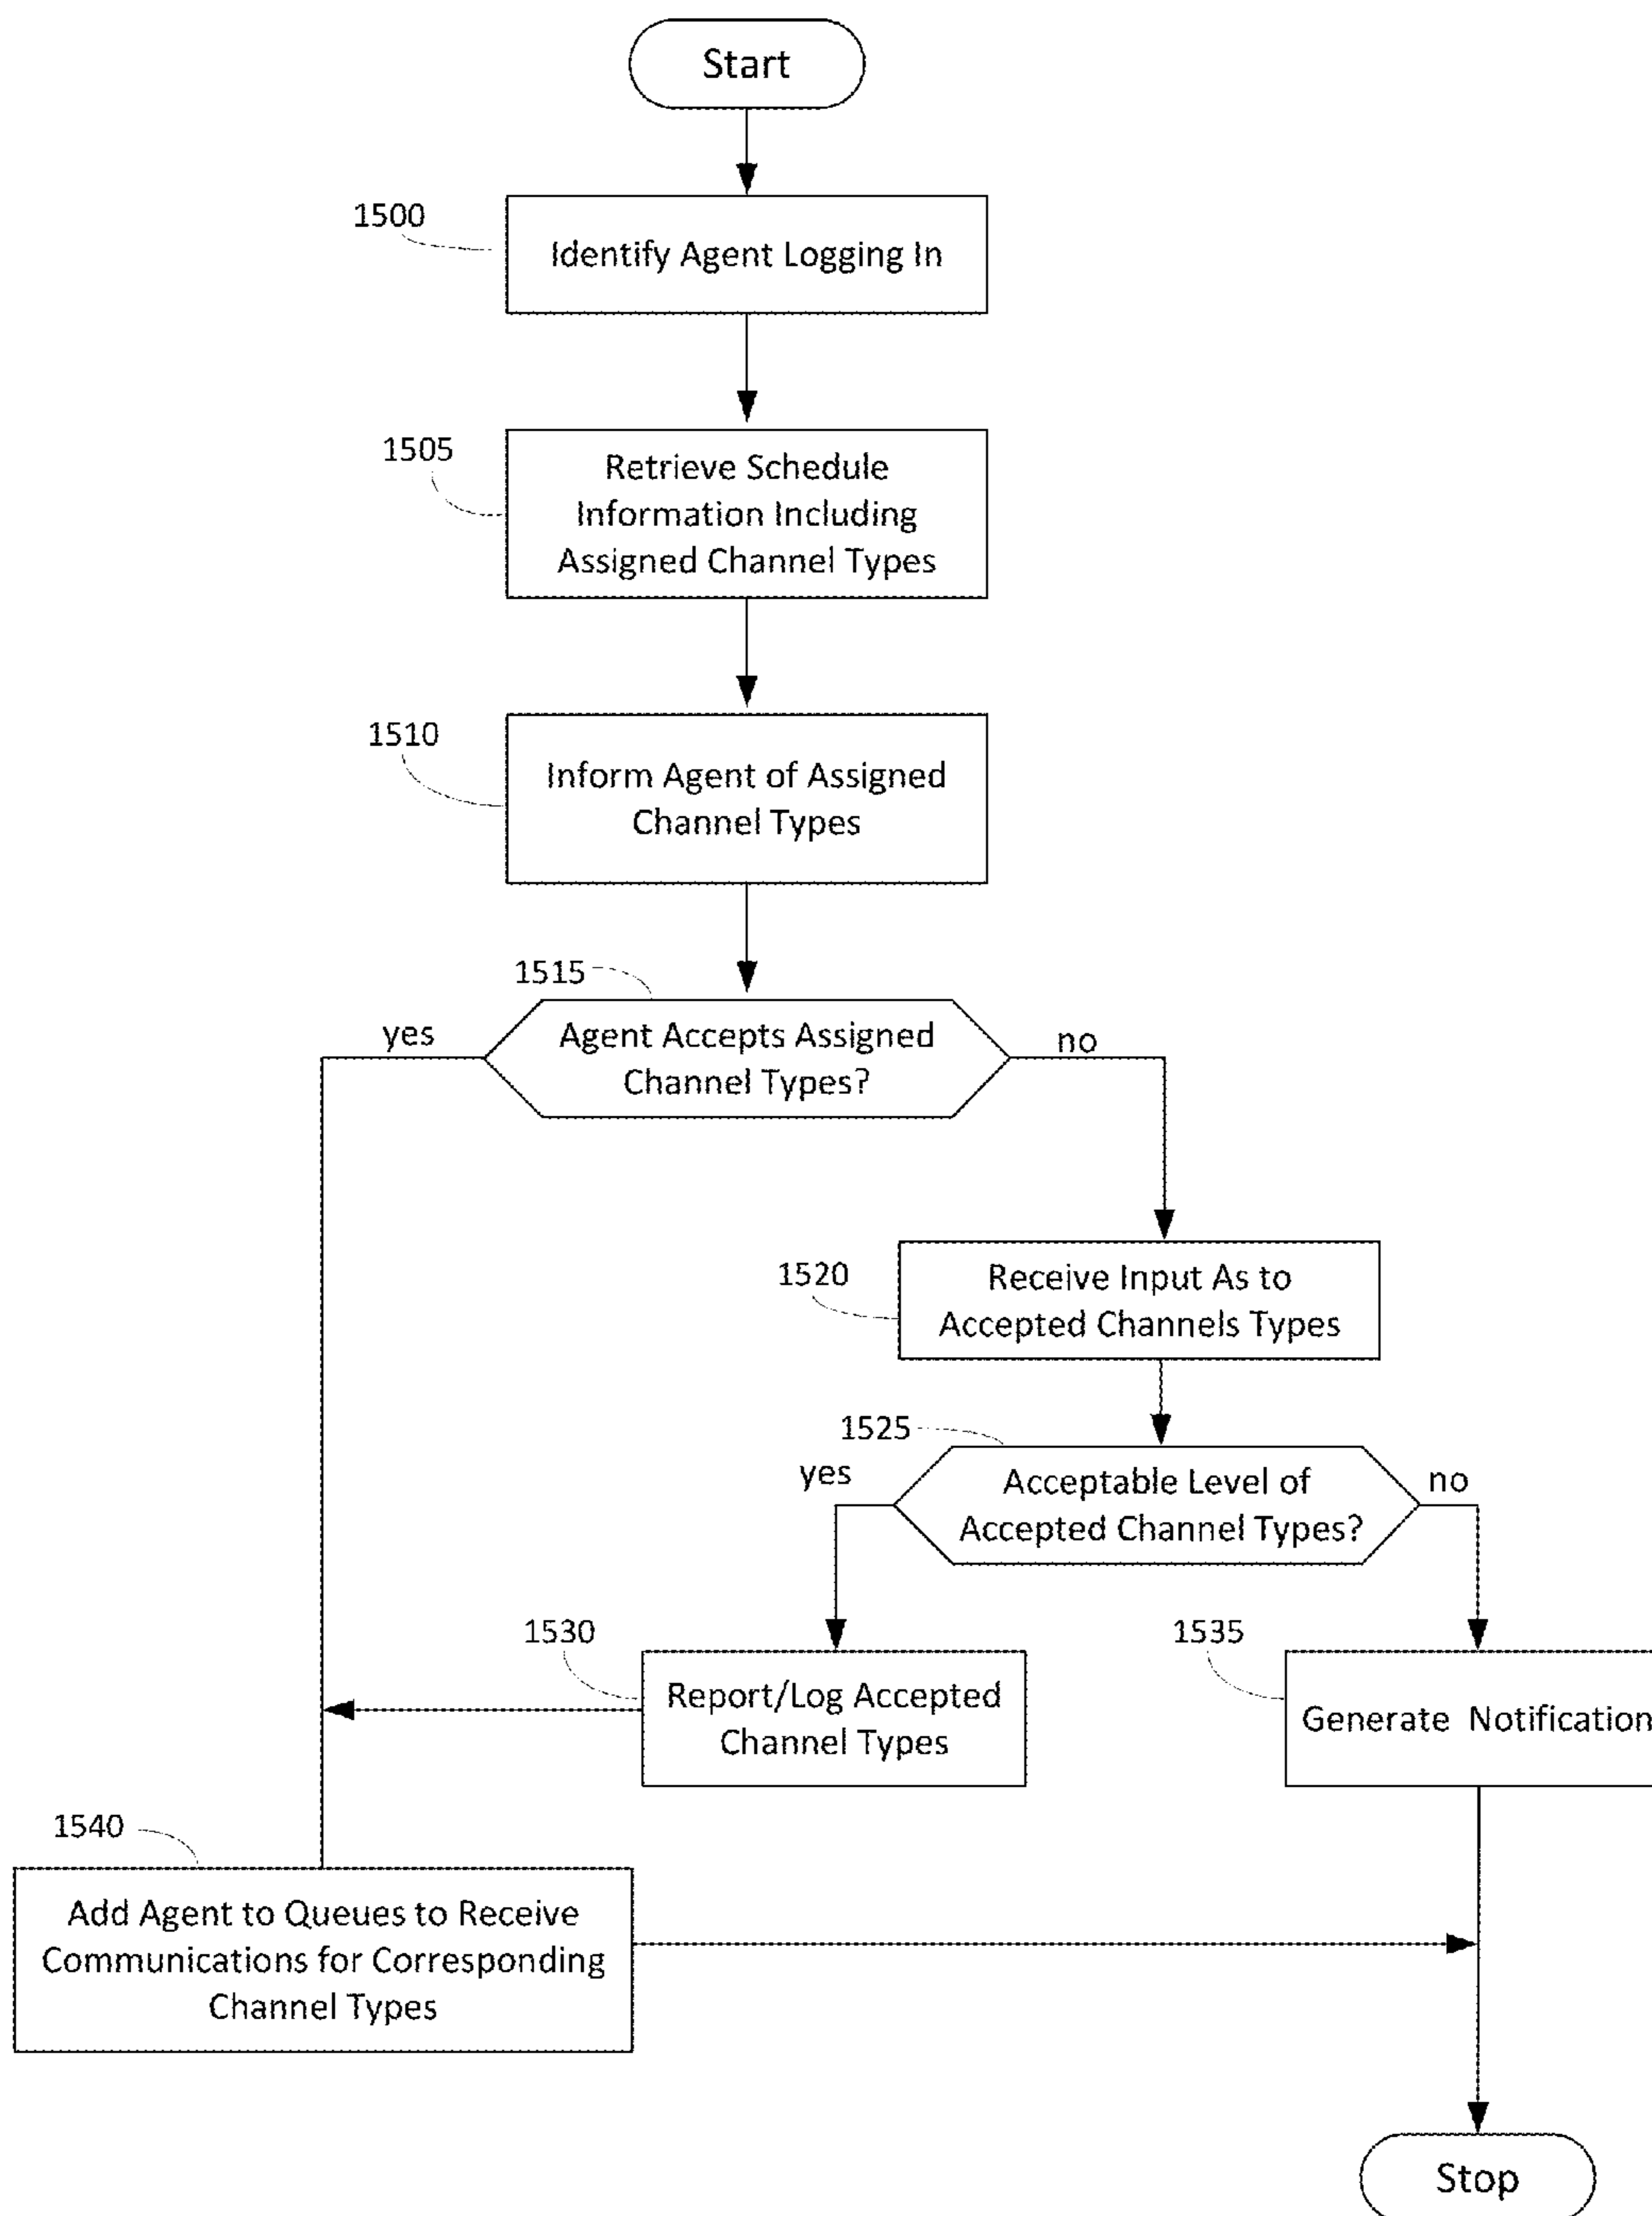 Start
1500
Identify Agent Logging In
1505
Retrieve Schedule
Information Including
Assigned Channel Types
1510
Inform Agent of Assigned
Channel Types
1515
yes
Agent Accepts Assigned
Channel Types?
no
1520
Receive Input As to
Accepted Channels Types
1525
yes
Acceptable Level of
Accepted Channel Types?
no
1530
Report/Log Accepted
Channel Types
1535
Generate Notification
1540
Add Agent to Queues to Receive
Communications for Corresponding
Channel Types
Stop